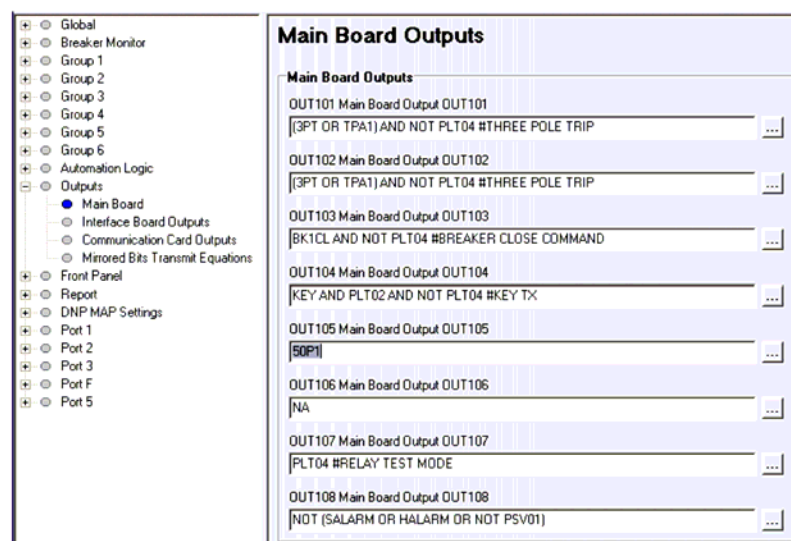 Global
Breaker Monitor
Group 1
Group 2
Group 3
Group 4
Group 5
Group 6
Automation Logic
Outputs
Main Board
Interface Board Outputs
Communication Card Outputs
Mirrored Bits Transmit Equations
Front Panel
Report
DNP MAP Settings
Port 1
Port 2
Port 3
Port F
Port 5
Main Board Outputs
Main Board Outputs
OUT101 Main Board Output OUT101
(3PT OR TPA1) AND NOT PLT04 #THREE POLE TRIP
...
OUT102 Main Board Output OUT102
(3PT OR TPA1) AND NOT PLT04 #THREE POLE TRIP
...
OUT103 Main Board Output OUT103
BK1CL AND NOT PLT04 #BREAKER CLOSE COMMAND
...
OUT104 Main Board Output OUT104
KEY AND PLT02 AND NOT PLT04 #KEY TX
...
OUT105 Main Board Output OUT105
50P1
...
OUT106 Main Board Output OUT106
NA
...
OUT107 Main Board Output OUT107
PLT04 #RELAY TEST MODE
...
OUT108 Main Board Output OUT108
NOT (SALARM OR HALARM OR NOT PSV01)
...